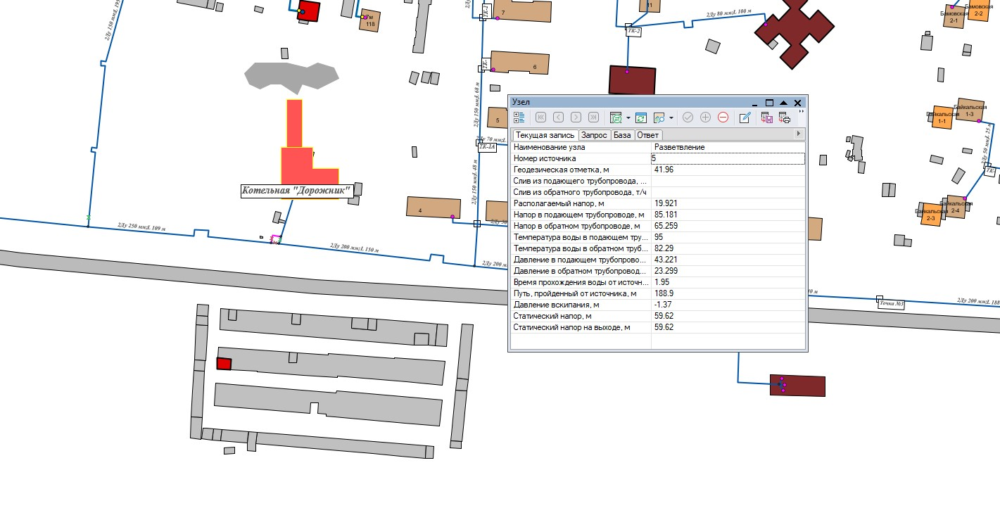 2Ду 150 мм;L 195
7м
118
ТК-1
7
11
2Ду 80 мм;L 100 м
ТК-2
Бамовская
2-1
Бамовская
2-2
ТК-
6
2Ду 150 мм;L 68 м
5
2Ду 70 мм;L
ТК-1А
2Ду 150 мм;L 48 м
Байкальская
1-1
Байкальская
1-3
2Ду 50 мм;L 25 м
ТК-
Байкальская
2-3
Байкальская
2-4
Котельная "Дорожник"
4
2Ду 50
2Ду 250 мм;L 109 м
2Ду 200 мм;L 150 м
2Ду 200 м
Точка №3
2Ду 200 мм;L 188
Узел
Текущая запись Запрос База Ответ
Наименование узла Разветвление
Номер источника 5
Геодезическая отметка, м 41.96
Слив из подающего трубопровода, ...
Слив из обратного трубопровода, т/ч
Располагаемый напор, м 19.921
Напор в подающем трубопроводе, м 85.181
Напор в обратном трубопроводе, м 65.259
Температура воды в подающем тру... 95
Температура воды в обратном труб... 82.29
Давление в подающем трубопрово... 43.221
Давление в обратном трубопровод... 23.299
Время прохождения воды от источн... 1.95
Путь, пройденный от источника, м 188.9
Давление вскипания, м -1.37
Статический напор, м 59.62
Статический напор на выходе, м 59.62